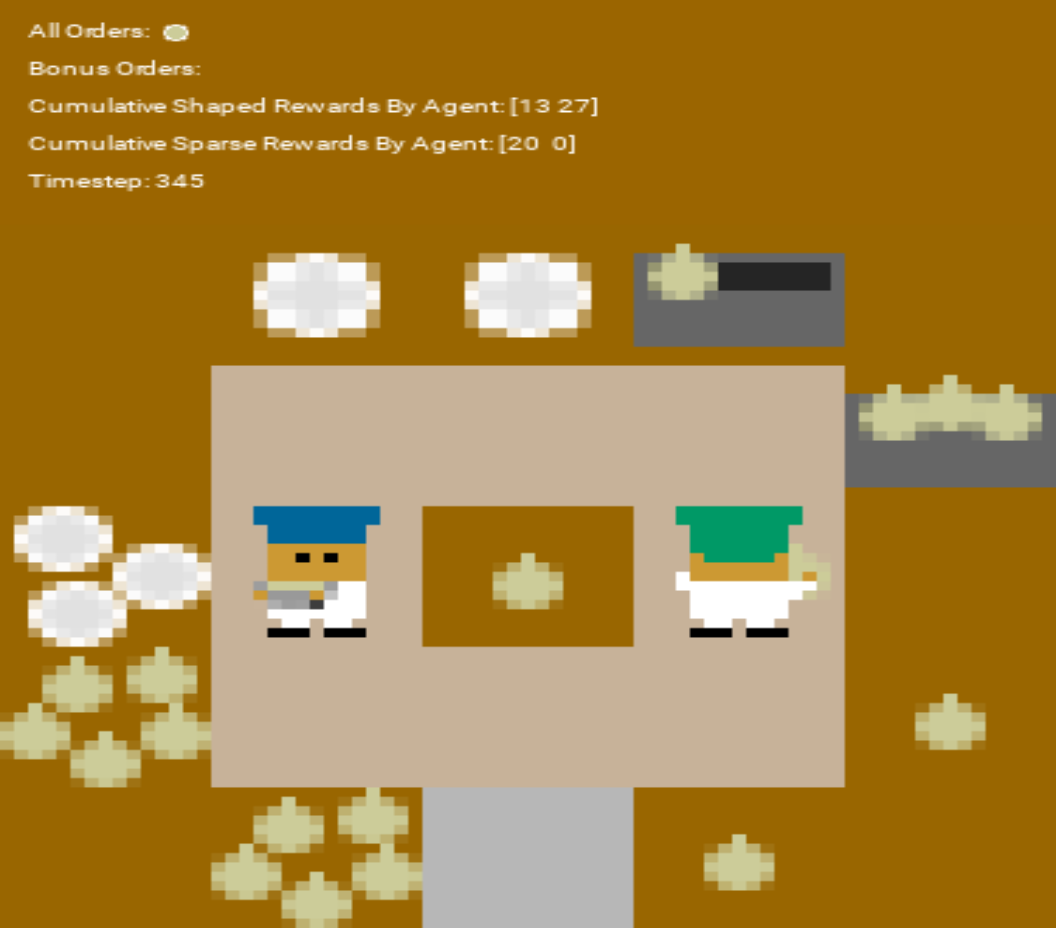 All Orders:
Bonus Orders:
Cumulative Shaped Rewards By Agent: [13 27]
Cumulative Sparse Rewards By Agent: [20  0]
Timestep: 345